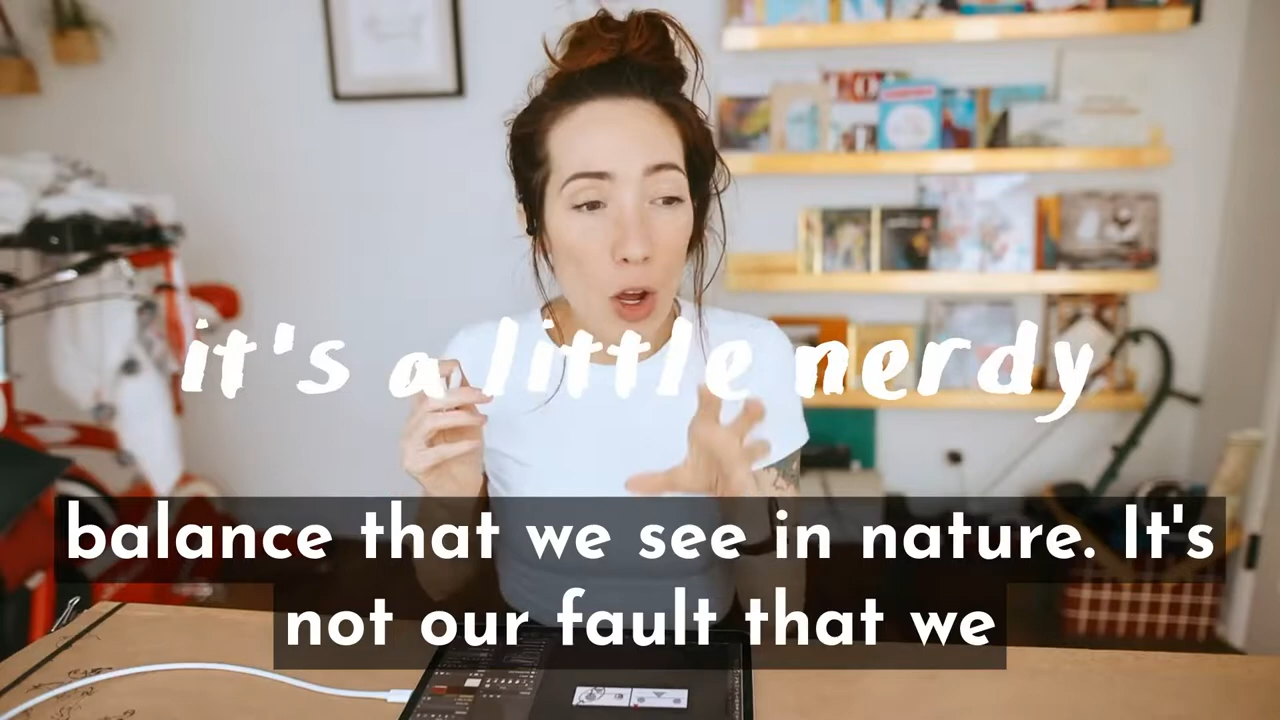 it's a little nerdy
balance that we see in nature. It's
not our fault that we